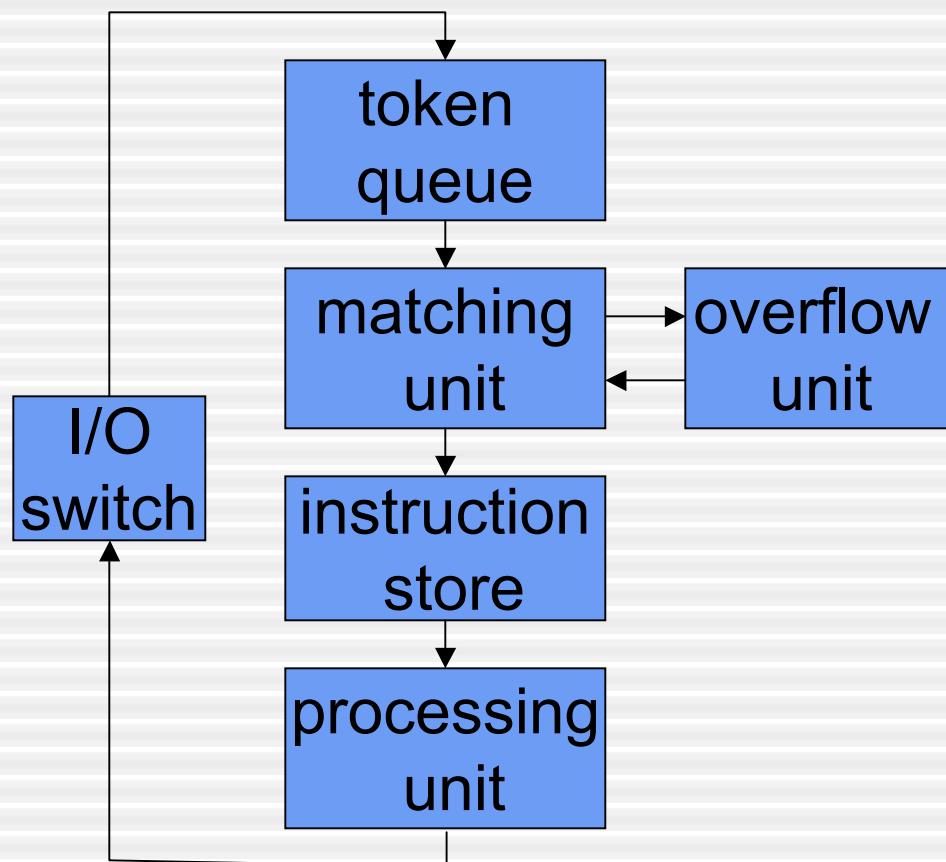 token
queue
matching
unit
overflow
unit
I/O
switch
instruction
store
processing
unit